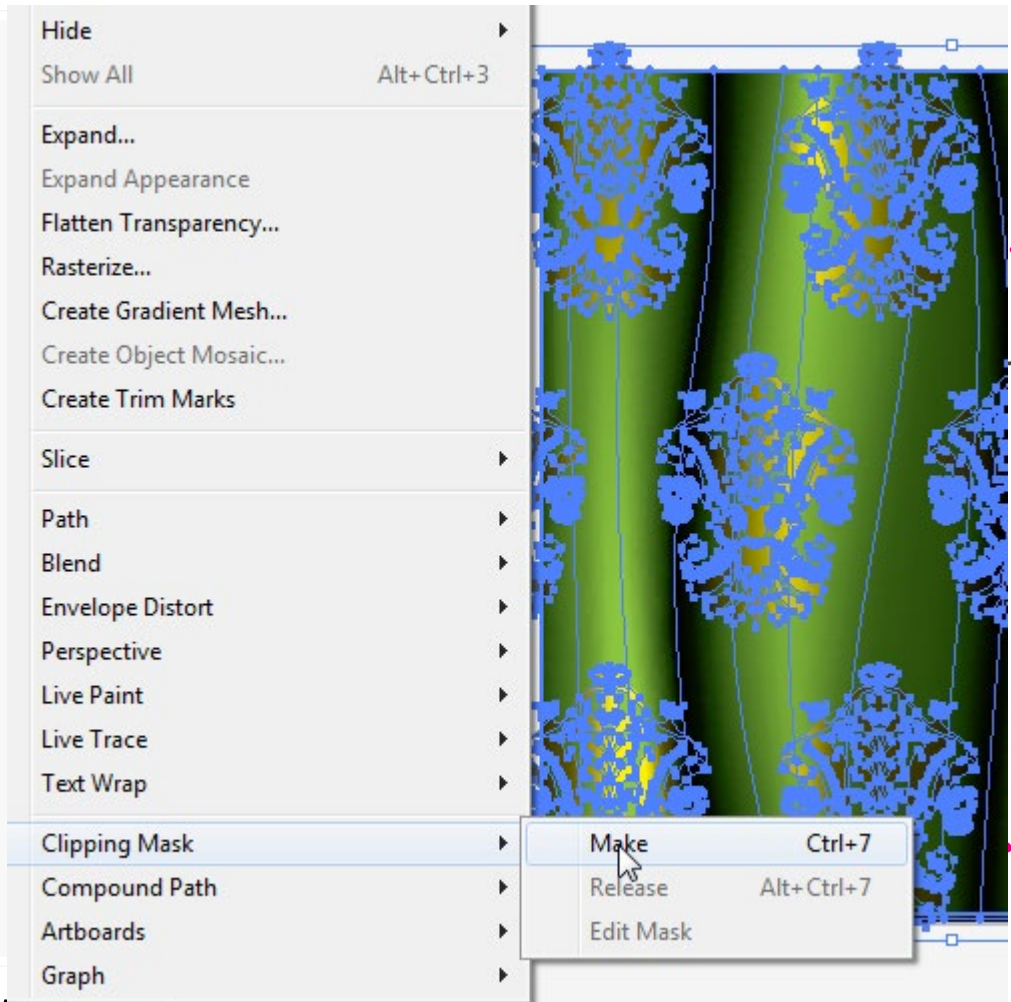 Hide
Show All Alt+Ctrl+3
Expand...
Expand Appearance
Flatten Transparency...
Rasterize...
Create Gradient Mesh...
Create Object Mosaic...
Create Trim Marks
Slice
Path
Blend
Envelope Distort
Perspective
Live Paint
Live Trace
Text Wrap
Clipping Mask
Make Ctrl+7
Compound Path
Release Alt+Ctrl+7
Artboards
Edit Mask
Graph